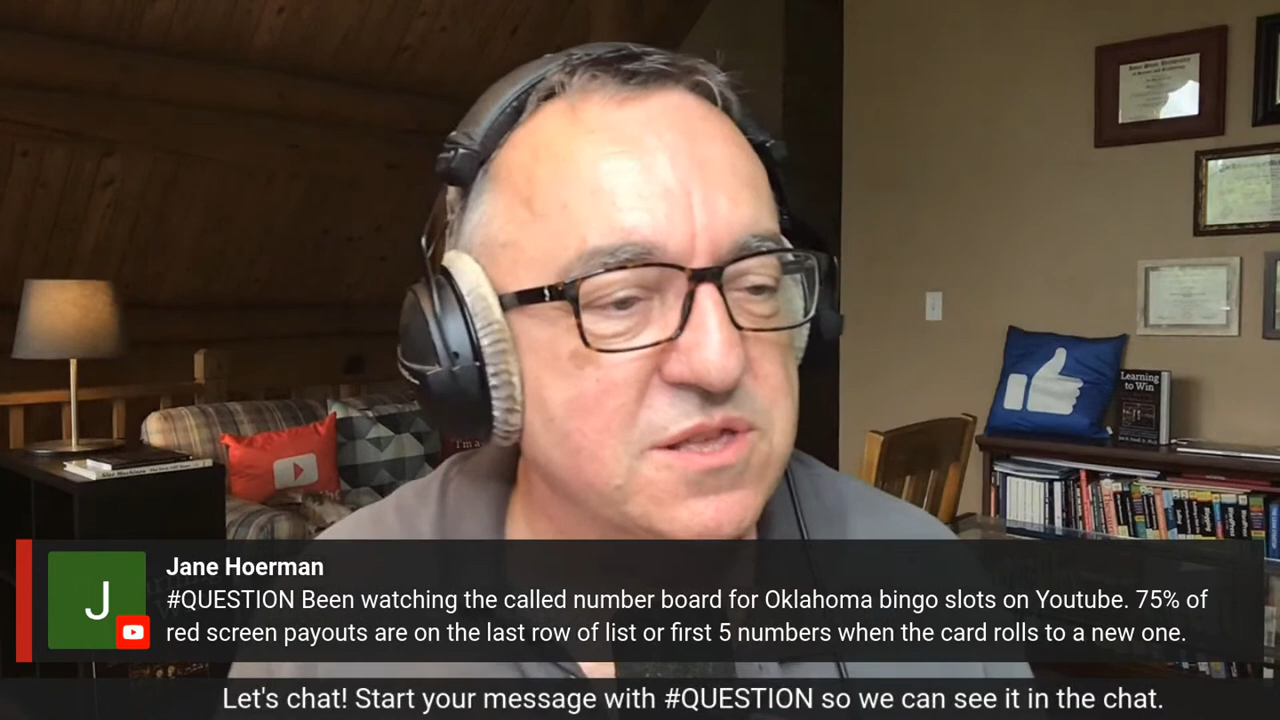 Learning
to Win
I'm a
J
Jane Hoerman
#QUESTION Been watching the called number board for Oklahoma bingo slots on Youtube. 75% of
red screen payouts are on the last row of list or first 5 numbers when the card rolls to a new one.
Let's chat! Start your message with #QUESTION so we can see it in the chat.